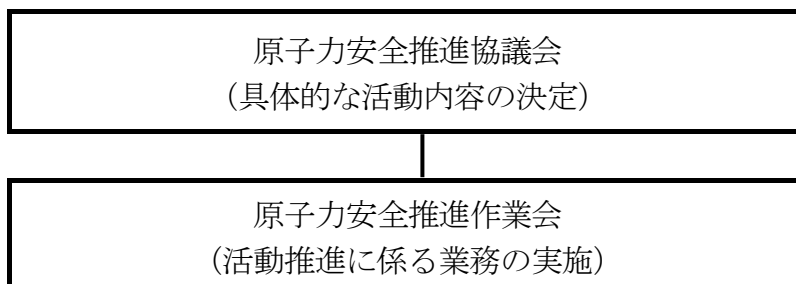 原子力安全推進協議会
（具体的な活動内容の決定）
原子力安全推進作業会
（活動推進に係る業務の実施）